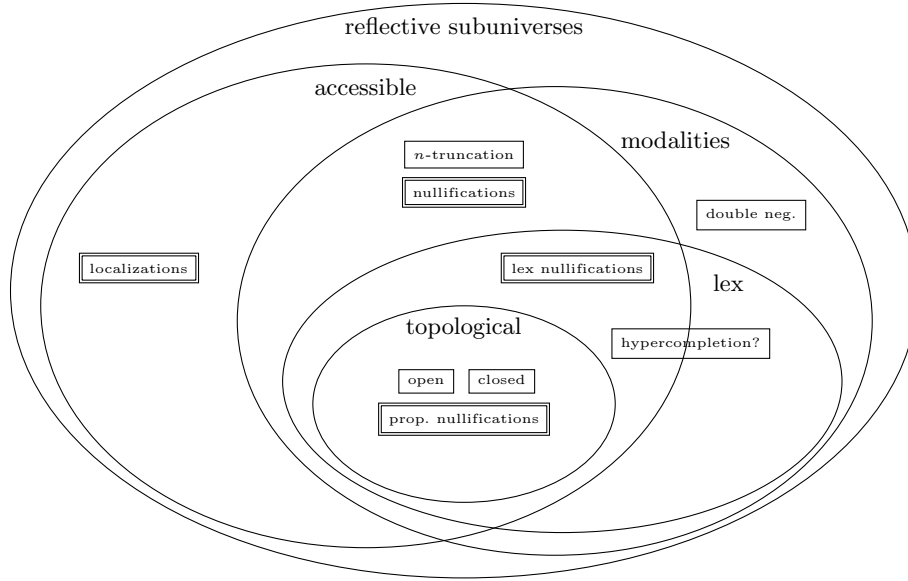 reflective subuniverses
accessible
modalities
n-truncation
nullifications
double neg.
localizations
lex nullifications
lex
topological
hypercompletion?
open
closed
prop. nullifications